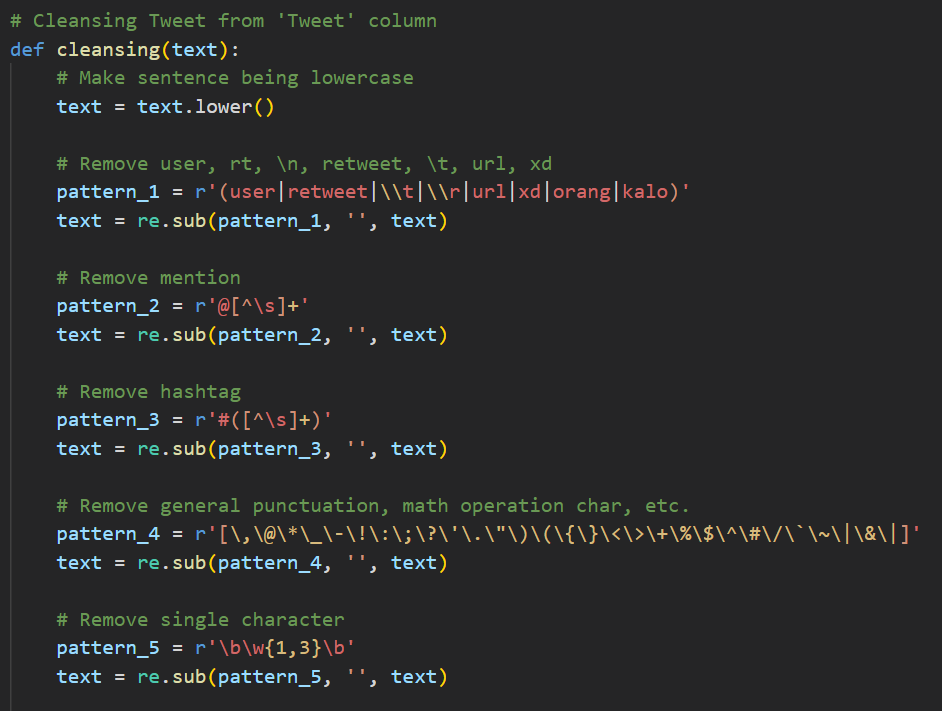 # Cleansing Tweet from 'Tweet' column
def cleansing(text):
    # Make sentence being lowercase
    text = text.lower()

    # Remove user, rt, \n, retweet, \t, url, xd
    pattern_1 = r'(user|retweet|\\t|\\r|url|xd|orang|kalo)'
    text = re.sub(pattern_1, '', text)

    # Remove mention
    pattern_2 = r'@[^\s]+'
    text = re.sub(pattern_2, '', text)

    # Remove hashtag
    pattern_3 = r'#([^\s]+)'
    text = re.sub(pattern_3, '', text)

    # Remove general punctuation, math operation char, etc.
    pattern_4 = r'[\,\@\*\_\-\!\:\;\?\'\.\"\)\(\{\}\<\>\+\%\$\^\#\/\`\~\|\&\|]'
    text = re.sub(pattern_4, '', text)

    # Remove single character
    pattern_5 = r'\b\w{1,3}\b'
    text = re.sub(pattern_5, '', text)